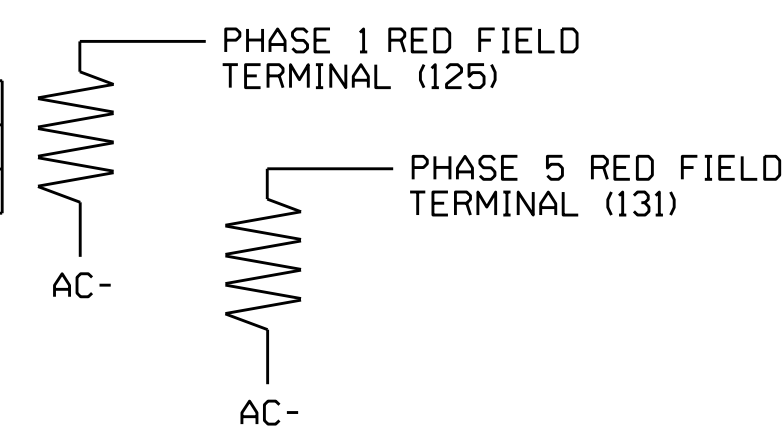 PHASE 1 RED FIELD
TERMINAL (125)
AC-
PHASE 5 RED FIELD
TERMINAL (131)
AC-